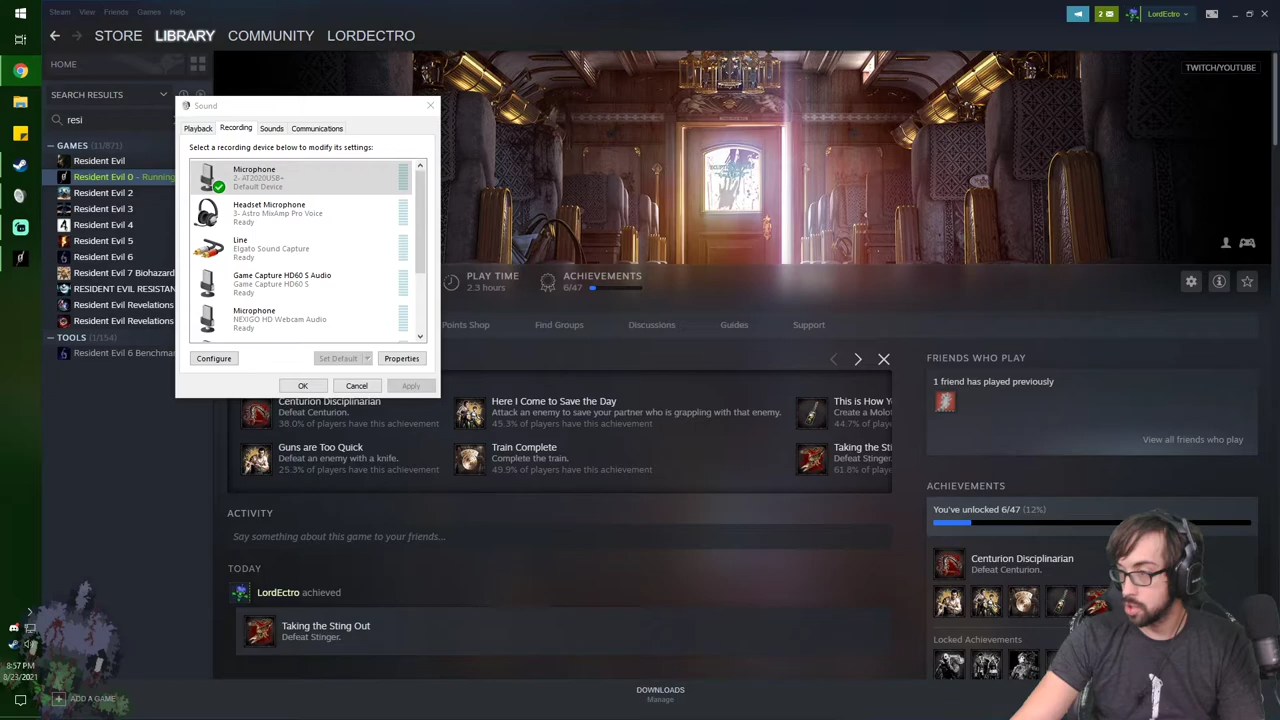 Steam View Friends Games Help
2
LordEctro
STORE LIBRARY COMMUNITY LORDECTRO
HOME
SEARCH RESULTS
resi
GAMES (11/871)
Resident Evil
Resident Evil 0 - Running
Resident Evil 2
Resident Evil 3
Resident Evil 4
Resident Evil 5
Resident Evil 6
Resident Evil 7 Biohazard
RESIDENT EVIL RESISTAN
Resident Evil Revelations
Resident Evil Revelations
TOOLS (1/154)
Resident Evil 6 Benchma
8:57 PM
8/23/2021
ADD A GAME
Sound
Playback Recording Sounds Communications
Select a recording device below to modify its settings:
Microphone
2- AT2020USB+
Default Device
Headset Microphone
3- Astro MixAmp Pro Voice
Ready
Line
Elgato Sound Capture
Ready
Game Capture HD60 S Audio
Game Capture HD60 S
Ready
Microphone
NEXIGO HD Webcam Audio
Ready
Configure Set Default Properties
OK Cancel Apply
TWITCH/YOUTUBE
PLAY TIME
2.3 hours
ACHIEVEMENTS
6/47
Points Shop Find Groups Discussions Guides Support
Centurion Disciplinarian
Defeat Centurion.
38.0% of players have this achievement
Here I Come to Save the Day
Attack an enemy to save your partner who is grappling with that enemy.
45.3% of players have this achievement
This is How Yo
Create a Molot
44.7% of playe
Guns are Too Quick
Defeat an enemy with a knife.
25.3% of players have this achievement
Train Complete
Complete the train.
49.9% of players have this achievement
Taking the Stin
Defeat Stinger.
61.8% of playe
ACTIVITY
Say something about this game to your friends...
TODAY
LordEctro achieved
Taking the Sting Out
Defeat Stinger.
FRIENDS WHO PLAY
1 friend has played previously
View all friends who play
ACHIEVEMENTS
You've unlocked 6/47 (12%)
Centurion Disciplinarian
Defeat Centurion.
Locked Achievements
DOWNLOADS
Manage